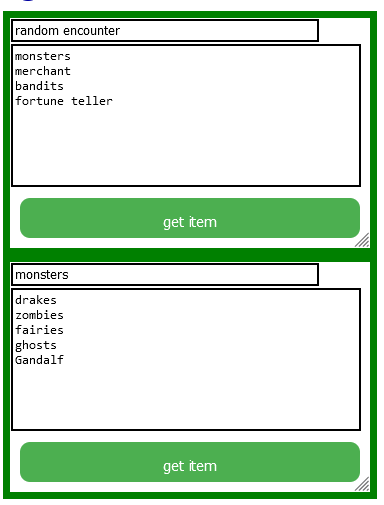 random encounter
monsters
merchant
bandits
fortune teller
get item
monsters
drakes
zombies
fairies
ghosts
Gandalf
get item